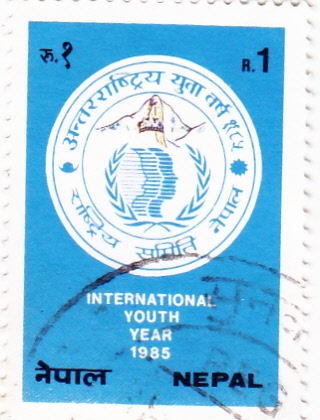 रु.१
R.1
अन्तरराष्ट्रिय युवा वर्ष १९८५
राष्ट्रिय समिति नेपाल
INTERNATIONAL
YOUTH
YEAR
1985
नेपाल
NEPAL